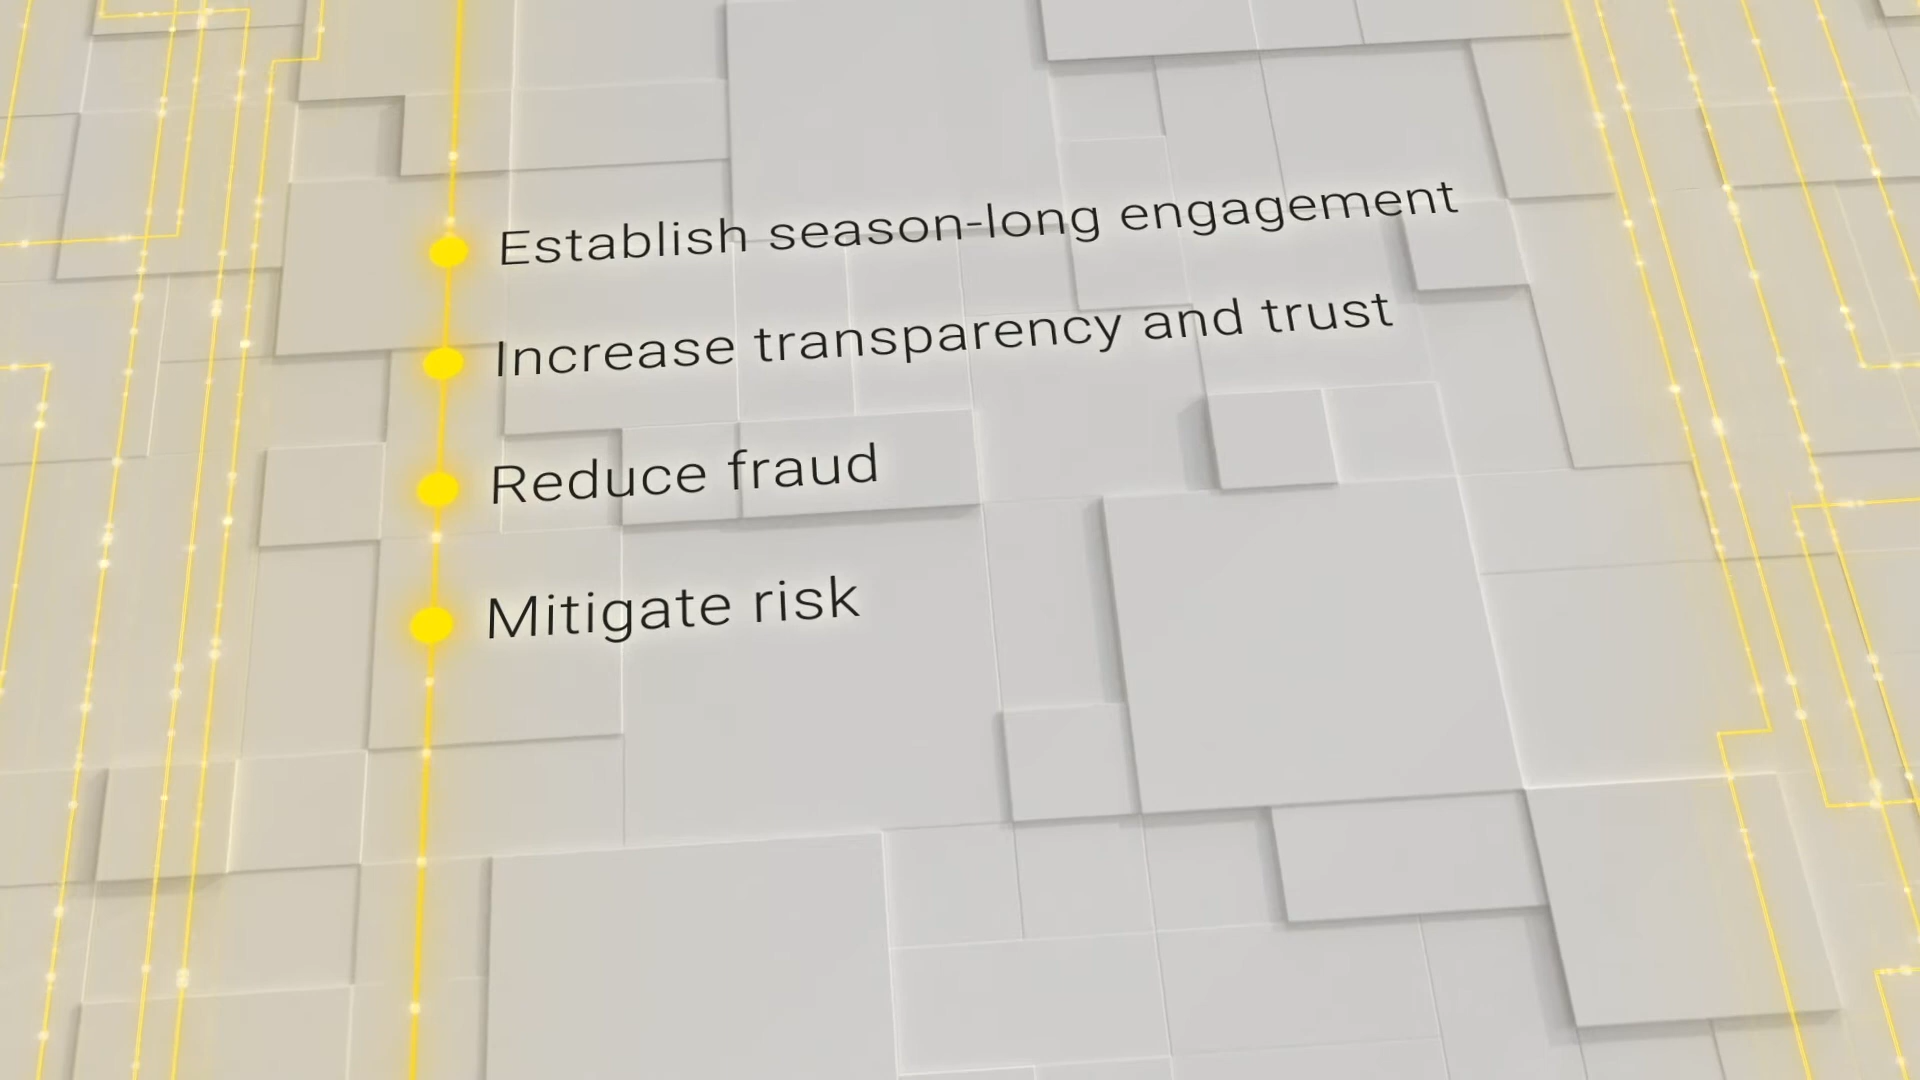 Establish season-long engagement
Increase transparency and trust
Reduce fraud
Mitigate risk